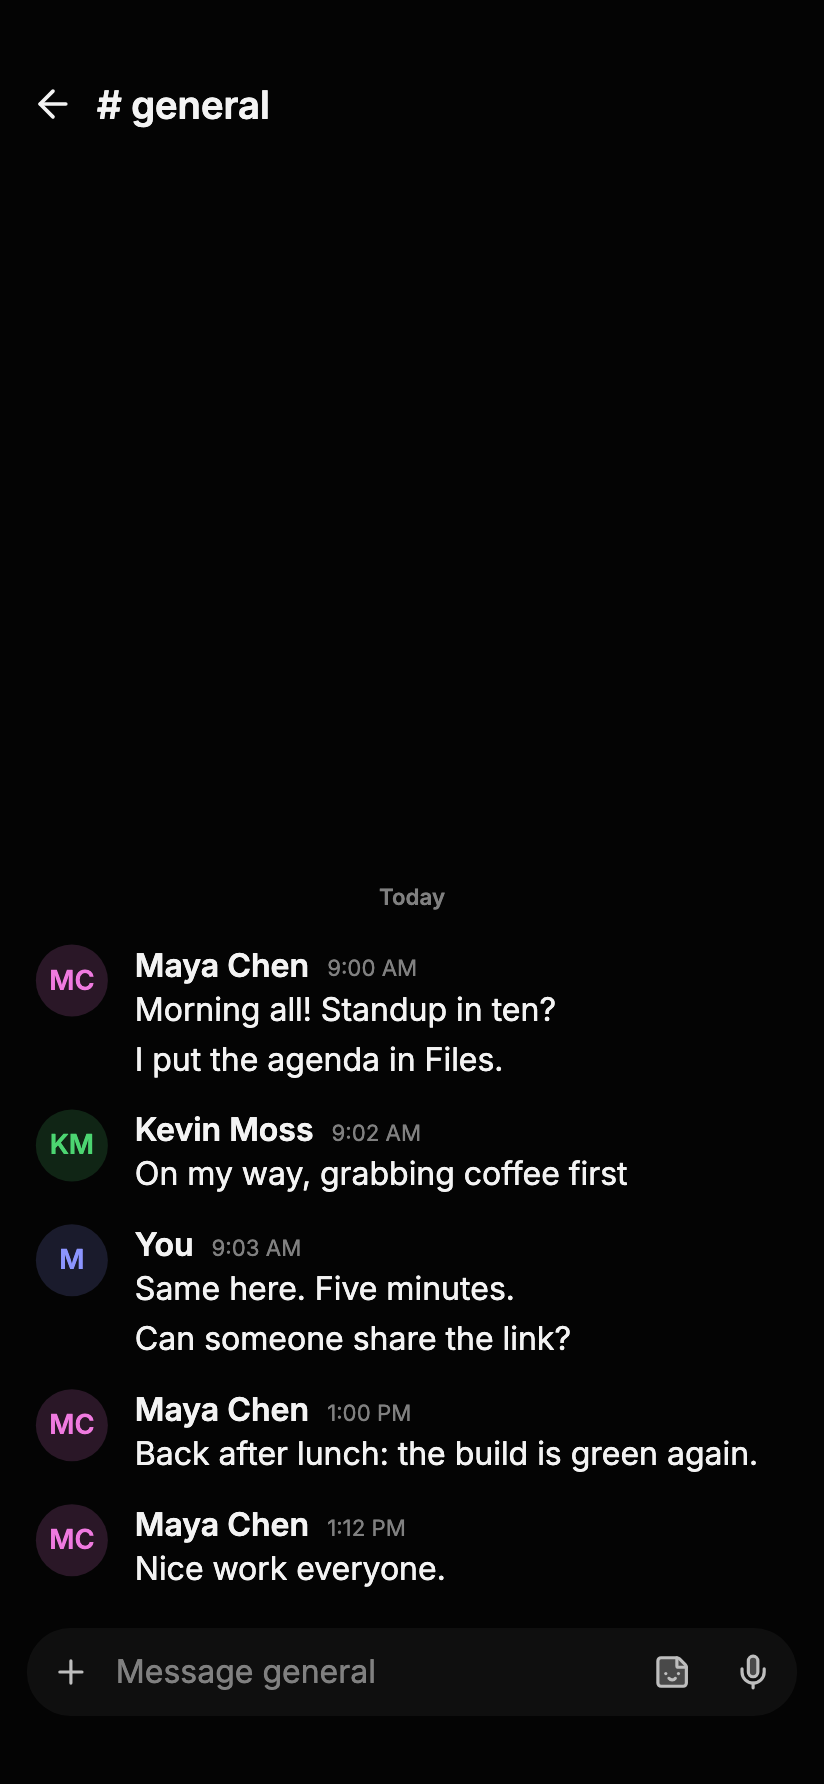 # general
Today
MC
Maya Chen 9:00 AM
Morning all! Standup in ten?
I put the agenda in Files.
KM
Kevin Moss 9:02 AM
On my way, grabbing coffee first
M
You 9:03 AM
Same here. Five minutes.
Can someone share the link?
MC
Maya Chen 1:00 PM
Back after lunch: the build is green again.
MC
Maya Chen 1:12 PM
Nice work everyone.
Message general